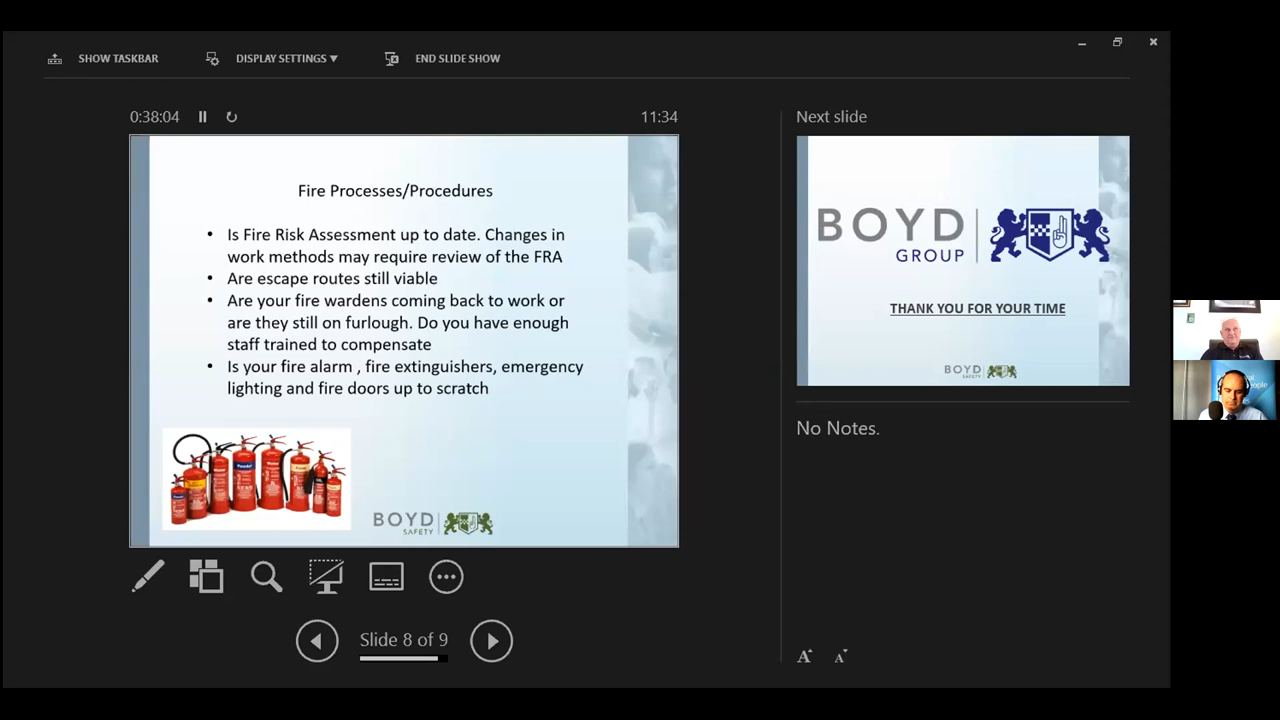 SHOW TASKBAR
DISPLAY SETTINGS ▼
END SLIDE SHOW
0:38:04
11:34
Fire Processes/Procedures
• Is Fire Risk Assessment up to date. Changes in
work methods may require review of the FRA
• Are escape routes still viable
• Are your fire wardens coming back to work or
are they still on furlough. Do you have enough
staff trained to compensate
• Is your fire alarm , fire extinguishers, emergency
lighting and fire doors up to scratch
BOYD
SAFETY
Slide 8 of 9
Next slide
BOYD
GROUP
THANK YOU FOR YOUR TIME
BOYD
SAFETY
No Notes.
A
A